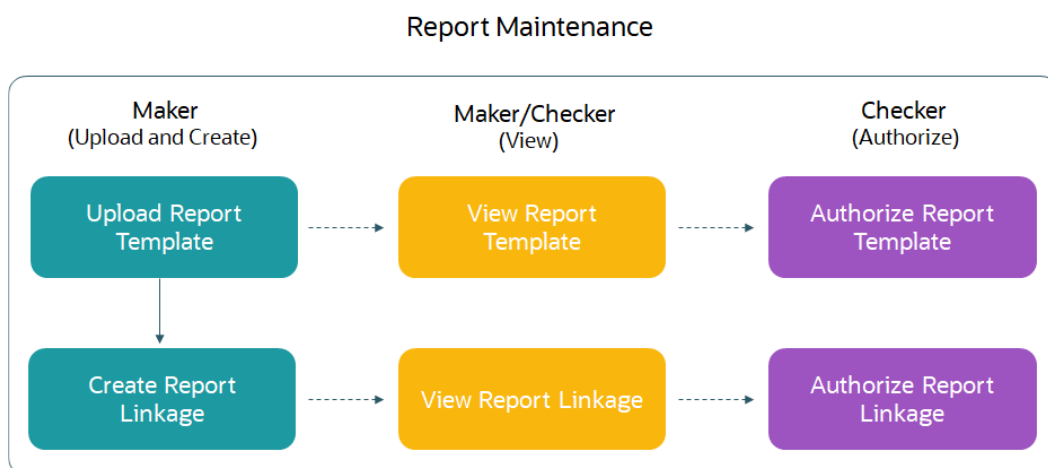 Report Maintenance
Maker
(Upload and Create)
Maker/Checker
(View)
Checker
(Authorize)
Upload Report
Template
View Report
Template
Authorize Report
Template
Create Report
Linkage
View Report Linkage
Authorize Report
Linkage